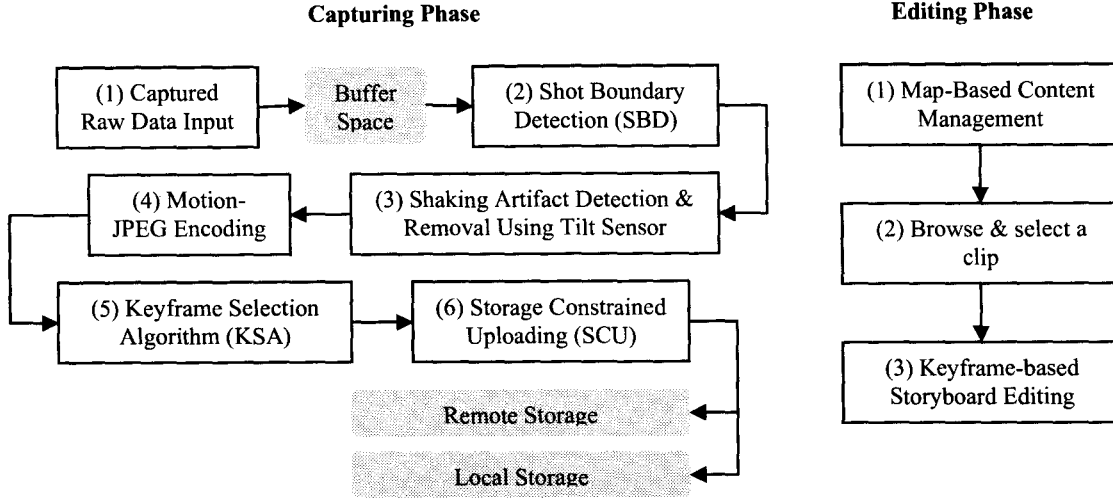 Capturing Phase
(1) Captured
Raw Data Input
Buffer
Space
(2) Shot Boundary
Detection (SBD)
(3) Shaking Artifact Detection &
Removal Using Tilt Sensor
(4) Motion-
JPEG Encoding
(5) Keyframe Selection
Algorithm (KSA)
(6) Storage Constrained
Uploading (SCU)
Remote Storage
Local Storage
Editing Phase
(1) Map-Based Content
Management
(2) Browse & select a
clip
(3) Keyframe-based
Storyboard Editing